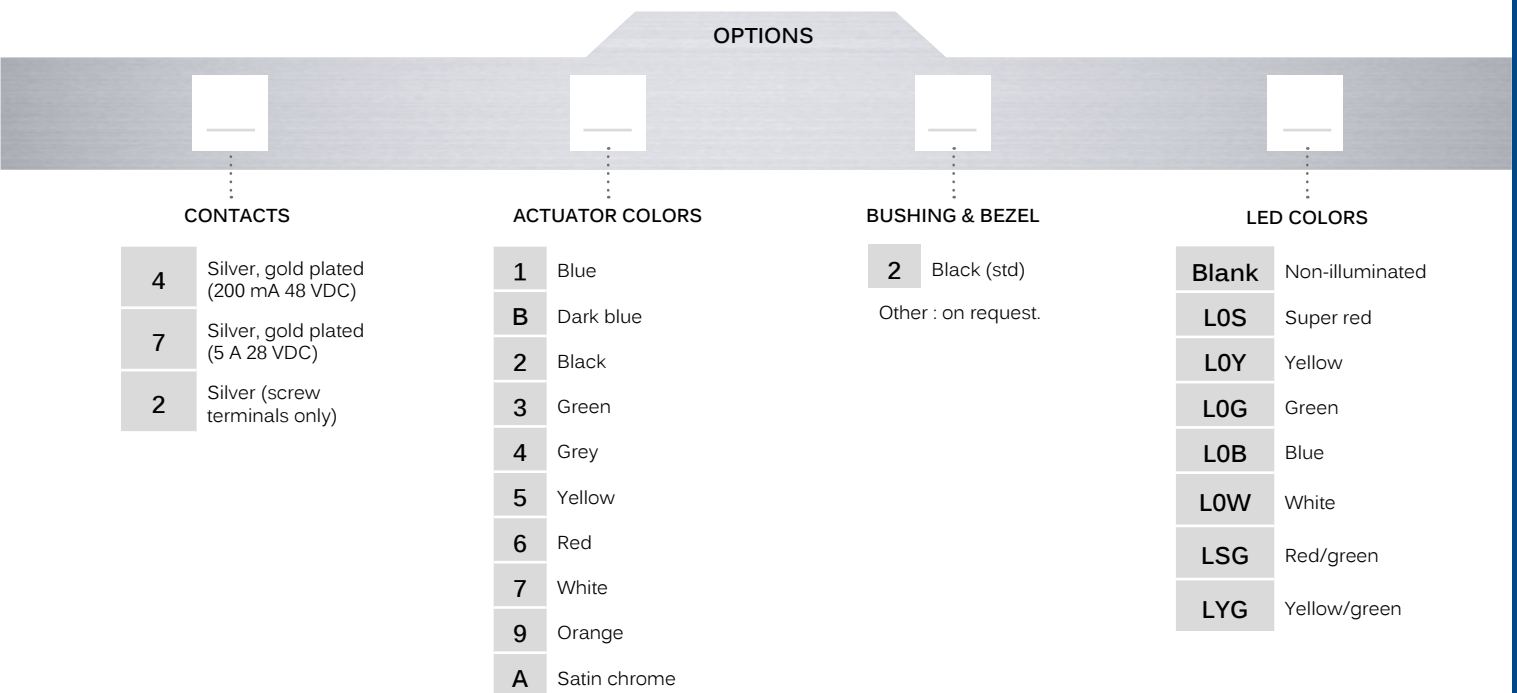 OPTIONS
CONTACTS
4 Silver, gold plated
(200 mA 48 VDC)
7 Silver, gold plated
(5 A 28 VDC)
2 Silver (screw
terminals only)
ACTUATOR COLORS
1 Blue
B Dark blue
2 Black
3 Green
4 Grey
5 Yellow
6 Red
7 White
9 Orange
A Satin chrome
BUSHING & BEZEL
2 Black (std)
Other : on request.
LED COLORS
Blank Non-illuminated
L0S Super red
L0Y Yellow
L0G Green
L0B Blue
L0W White
LSG Red/green
LYG Yellow/green